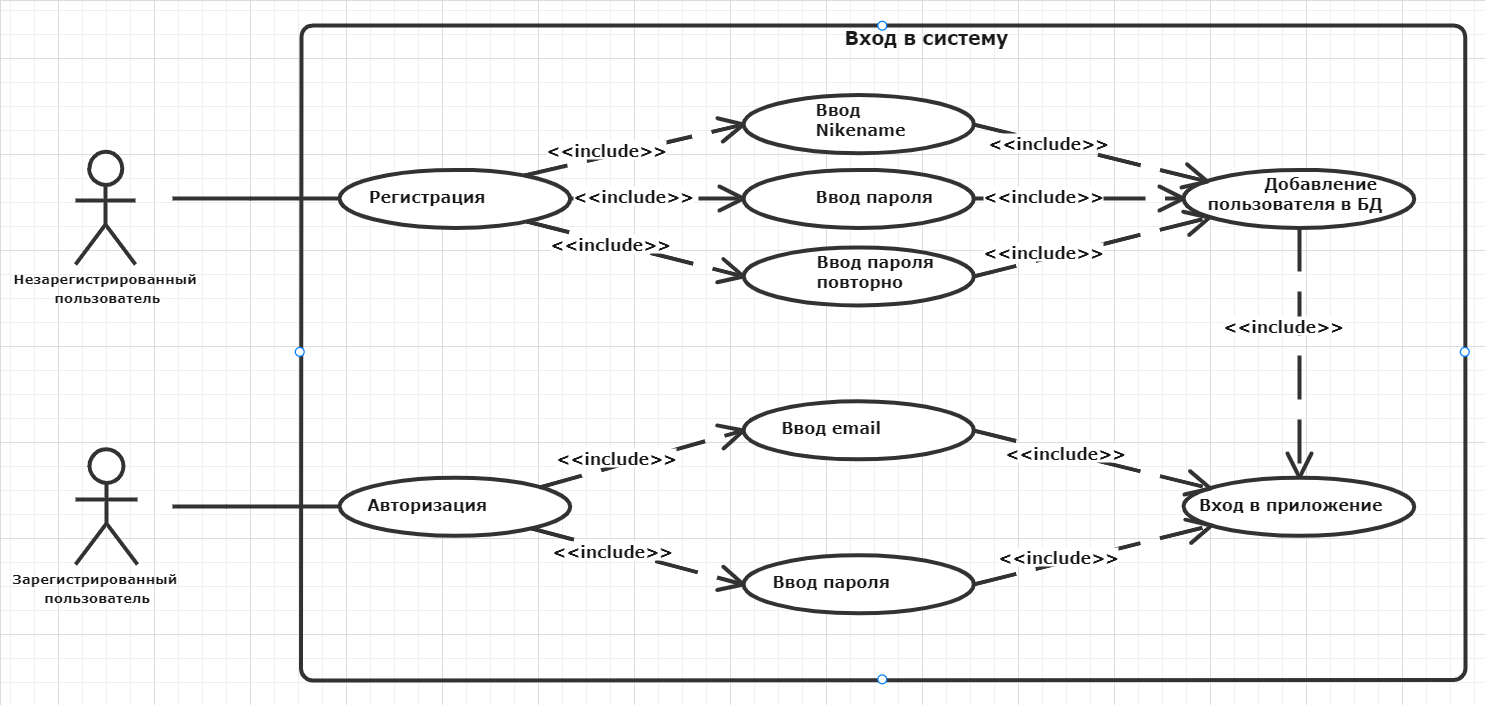 Вход в систему
Ввод
Nikename
<<include>>
<<include>>
Регистрация
<<include>>
Ввод пароля
<<include>>
Добавление
пользователя в БД
<<include>>
Ввод пароля
повторно
<<include>>
Незарегистрированный
пользователь
<<include>>
Ввод email
<<include>>
<<include>>
Авторизация
Вход в приложение
<<include>>
<<include>>
Ввод пароля
Зарегистрированный
пользователь